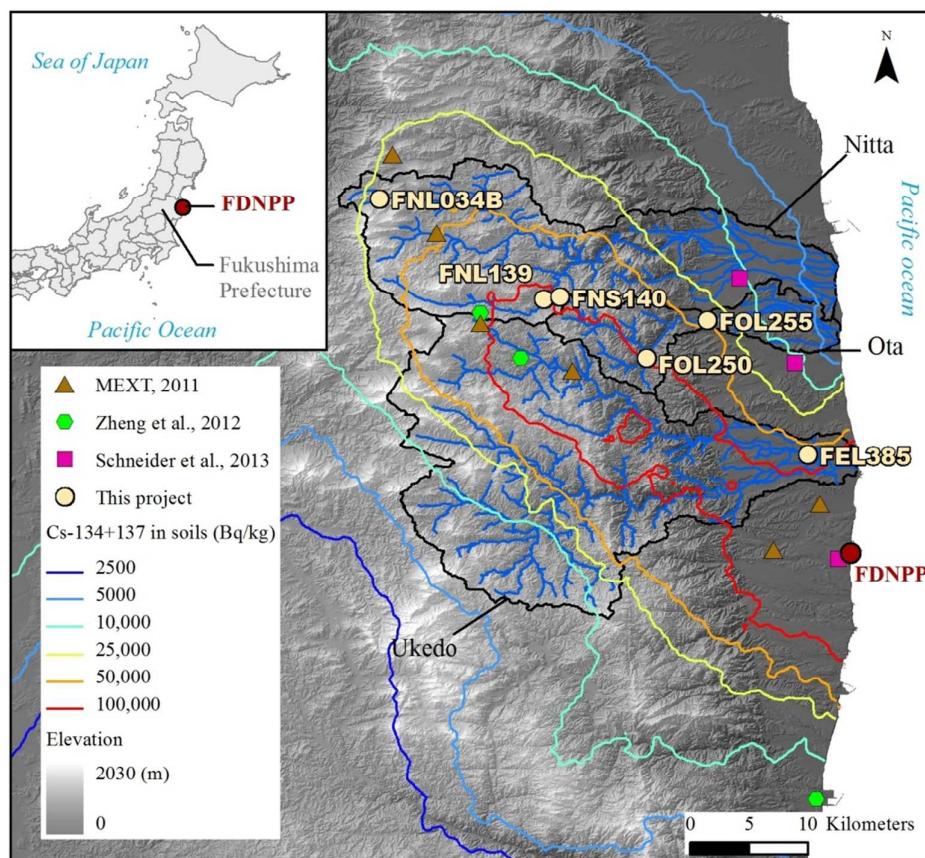 Sea of Japan
FDNPP
Fukushima
Prefecture
Pacific Ocean
N
Nitta
Pacific ocean
FNL034B
FNL139
FNS140
FOL255
FOL250
Ota
FEL385
FDNPP
Ukedo
MEXT, 2011
Zheng et al., 2012
Schneider et al., 2013
This project
Cs-134+137 in soils (Bq/kg)
2500
5000
10,000
25,000
50,000
100,000
Elevation
2030 (m)
0
0 5 10 Kilometers